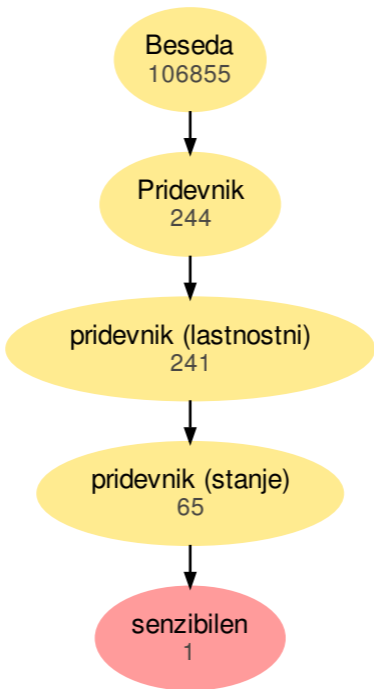 Beseda
106855
Pridevnik
244
pridevnik (lastnostni)
241
pridevnik (stanje)
65
senzibilen
1